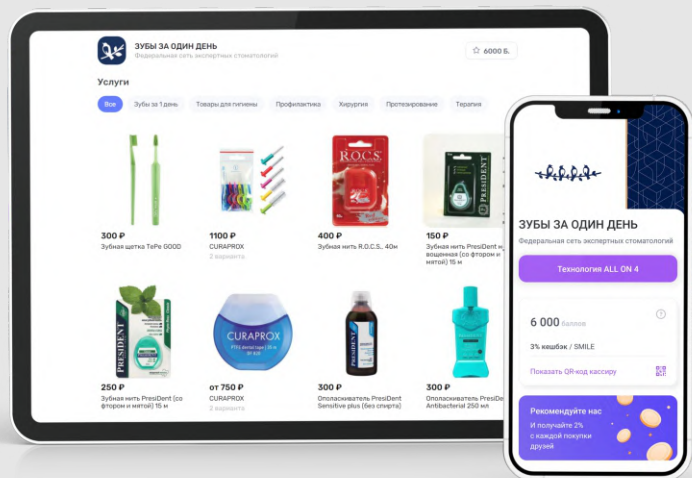 ЗУБЫ ЗА ОДИН ДЕНЬ
Федеральная сеть экспертных стоматологий
☆ 6000 Б.
Услуги
Все
Зубы за 1 день
Товары для гигиены
Профилактика
Хирургия
Протезирование
Терапия
R.O.C.S.
PRESIDENT
300 ₽
Зубная щетка TePe GOOD
1100 ₽
CURAPROX
2 варианта
400 ₽
Зубная нить R.O.C.S., 40м
150 ₽
Зубная нить PresiDent н
вощенная (со фтором и
мятой) 15 м
PRESIDENT
CURAPROX
PRESIDENT
250 ₽
Зубная нить PresiDent (со
фтором и мятой) 15 м
от 750 ₽
CURAPROX
2 варианта
300 ₽
Ополаскиватель PresiDent
Sensitive plus (без спирта)
300 ₽
Ополаскиватель PresiDent
Antibacterial 250 мл
ЗУБЫ ЗА ОДИН ДЕНЬ
Федеральная сеть экспертных стоматологий
Технология ALL ON 4
6 000 баллов
3% кешбэк / SMILE
Показать QR-код кассиру
Рекомендуйте нас
И получайте 2%
с каждой покупки
друзей